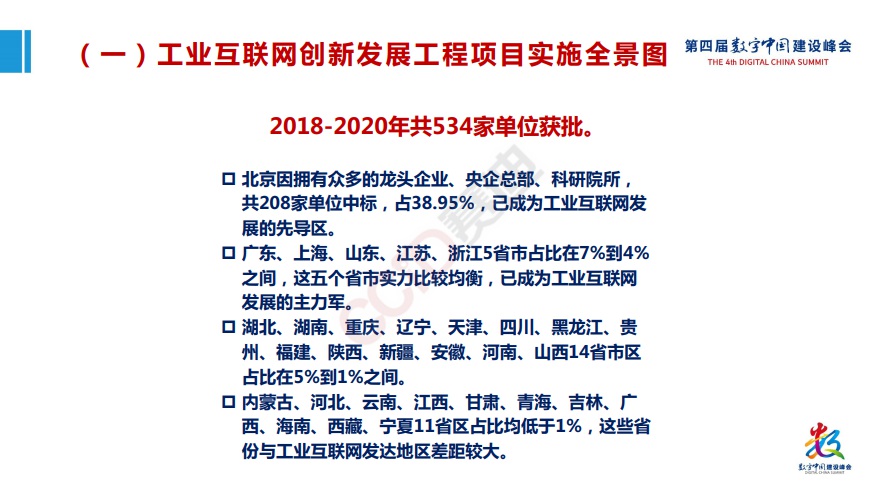 （一）工业互联网创新发展工程项目实施全景图
第四届数字中国建设峰会
THE 4th DIGITAL CHINA SUMMIT
2018-2020年共534家单位获批。
北京因拥有众多的龙头企业、央企总部、科研院所，
共208家单位中标，占38.95%，已成为工业互联网发
展的先导区。
广东、上海、山东、江苏、浙江5省市占比在7%到4%
之间，这五个省市实力比较均衡，已成为工业互联网
发展的主力军。
湖北、湖南、重庆、辽宁、天津、四川、黑龙江、贵
州、福建、陕西、新疆、安徽、河南、山西14省市区
占比在5%到1%之间。
内蒙古、河北、云南、江西、甘肃、青海、吉林、广
西、海南、西藏、宁夏11省区占比均低于1%，这些省
份与工业互联网发达地区差距较大。
CCID赛迪
数字中国建设峰会
DIGITAL CHINA SUMMIT